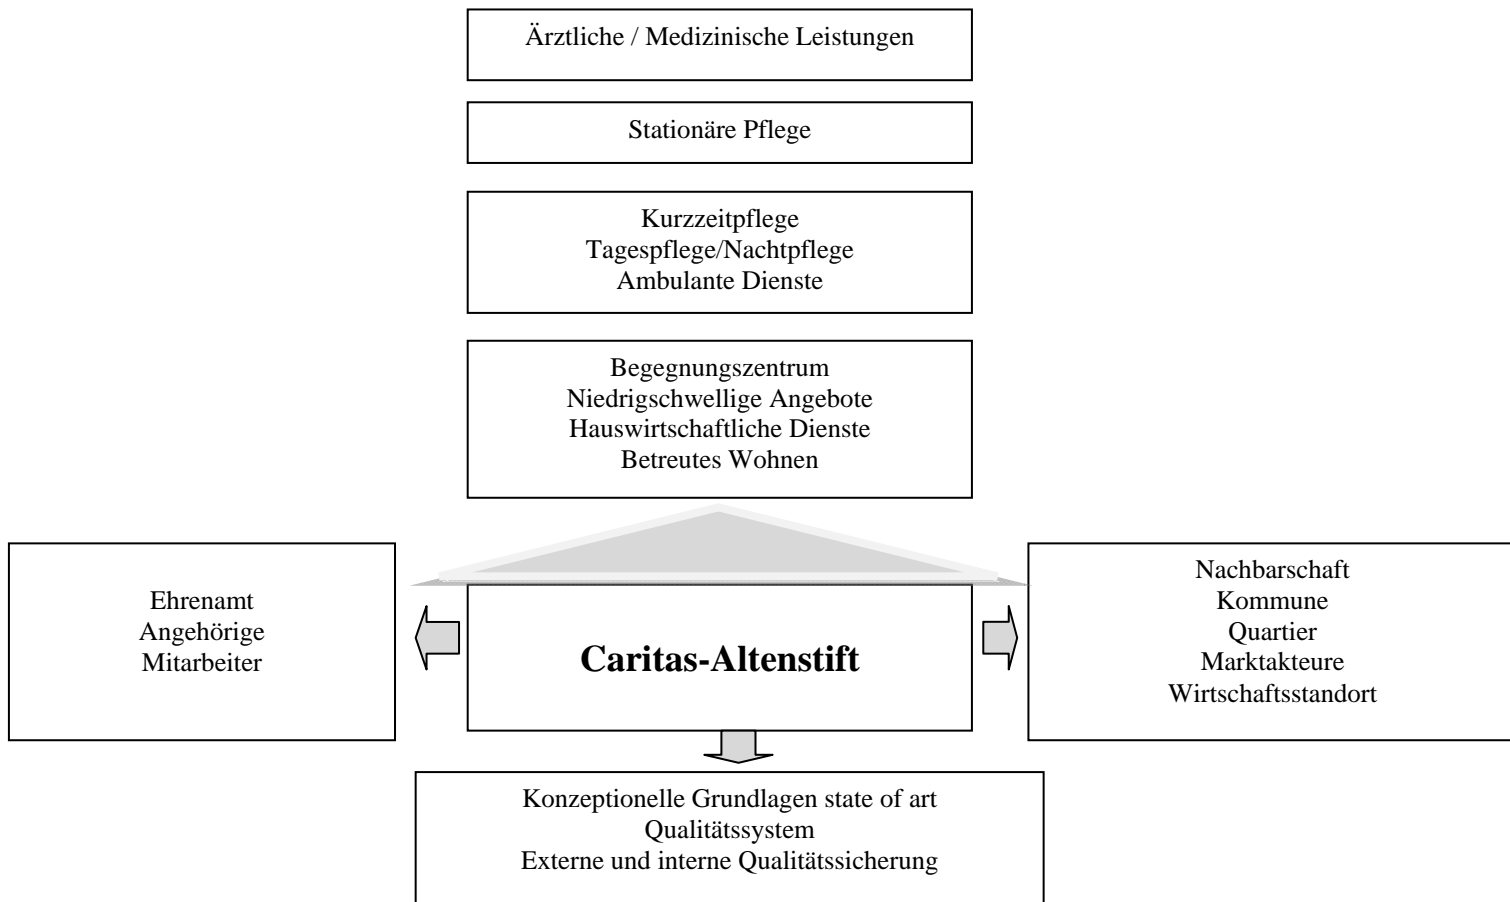 Ärztliche / Medizinische Leistungen
Stationäre Pflege
Kurzzeitpflege
Tagespflege/Nachtpflege
Ambulante Dienste
Begegnungszentrum
Niedrigschwellige Angebote
Hauswirtschaftliche Dienste
Betreutes Wohnen
Ehrenamt
Angehörige
Mitarbeiter
Caritas-Altenstift
Nachbarschaft
Kommune
Quartier
Marktakteure
Wirtschaftsstandort
Konzeptionelle Grundlagen state of art
Qualitätssystem
Externe und interne Qualitätssicherung